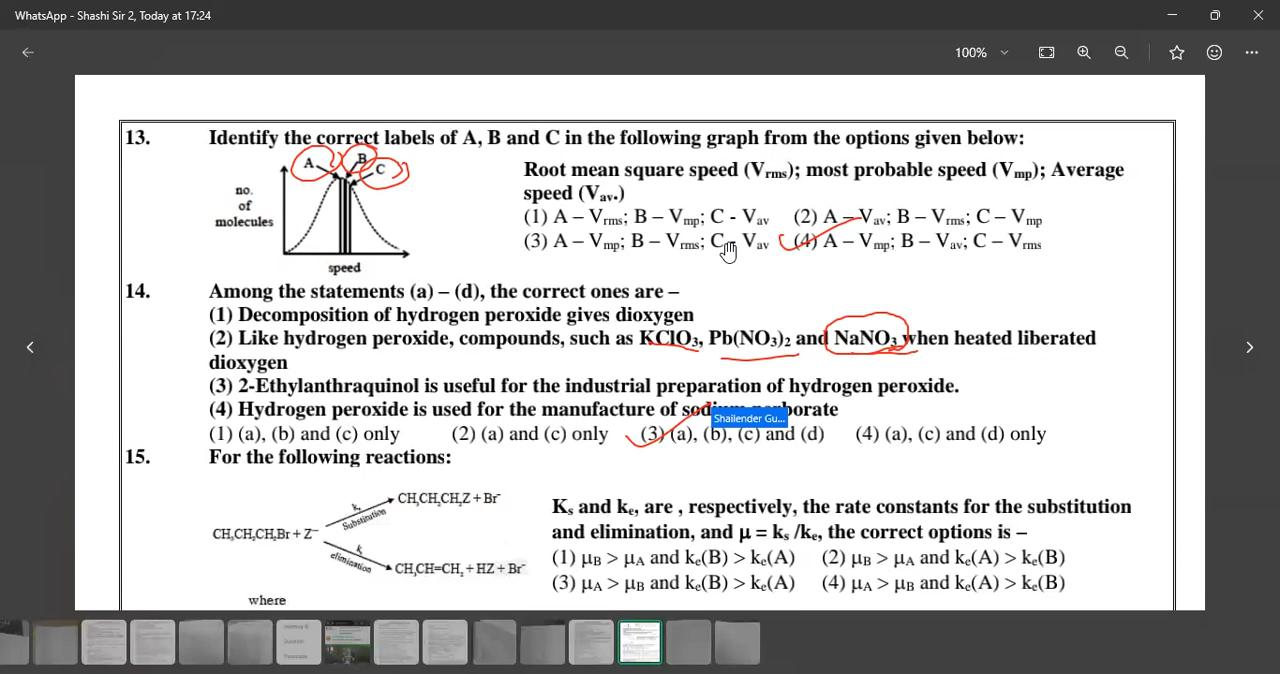 WhatsApp - Shashi Sir 2, Today at 17:24
100%
13. Identify the correct labels of A, B and C in the following graph from the options given below:
A B C
no.
of
molecules
speed
Root mean square speed (Vrms); most probable speed (Vmp); Average
speed (Vav.)
(1) A – Vrms; B – Vmp; C - Vav (2) A – Vav; B – Vrms; C – Vmp
(3) A – Vmp; B – Vrms; C – Vav (4) A – Vmp; B – Vav; C – Vrms
14. Among the statements (a) – (d), the correct ones are –
(1) Decomposition of hydrogen peroxide gives dioxygen
(2) Like hydrogen peroxide, compounds, such as KClO3, Pb(NO3)2 and NaNO3 when heated liberated
dioxygen
(3) 2-Ethylanthraquinol is useful for the industrial preparation of hydrogen peroxide.
(4) Hydrogen peroxide is used for the manufacture of sodium perborate
Shailender Gu...
(1) (a), (b) and (c) only (2) (a) and (c) only (3) (a), (b), (c) and (d) (4) (a), (c) and (d) only
15. For the following reactions:
CH3CH2CH2Br + Z–
ks
Substitution
CH3CH2CH2Z + Br–
ke
elimination
CH3CH=CH2 + HZ + Br–
where
Ks and ke, are , respectively, the rate constants for the substitution
and elimination, and μ = ks /ke, the correct options is –
(1) μB > μA and ke(B) > ke(A) (2) μB > μA and ke(A) > ke(B)
(3) μA > μB and ke(B) > ke(A) (4) μA > μB and ke(A) > ke(B)